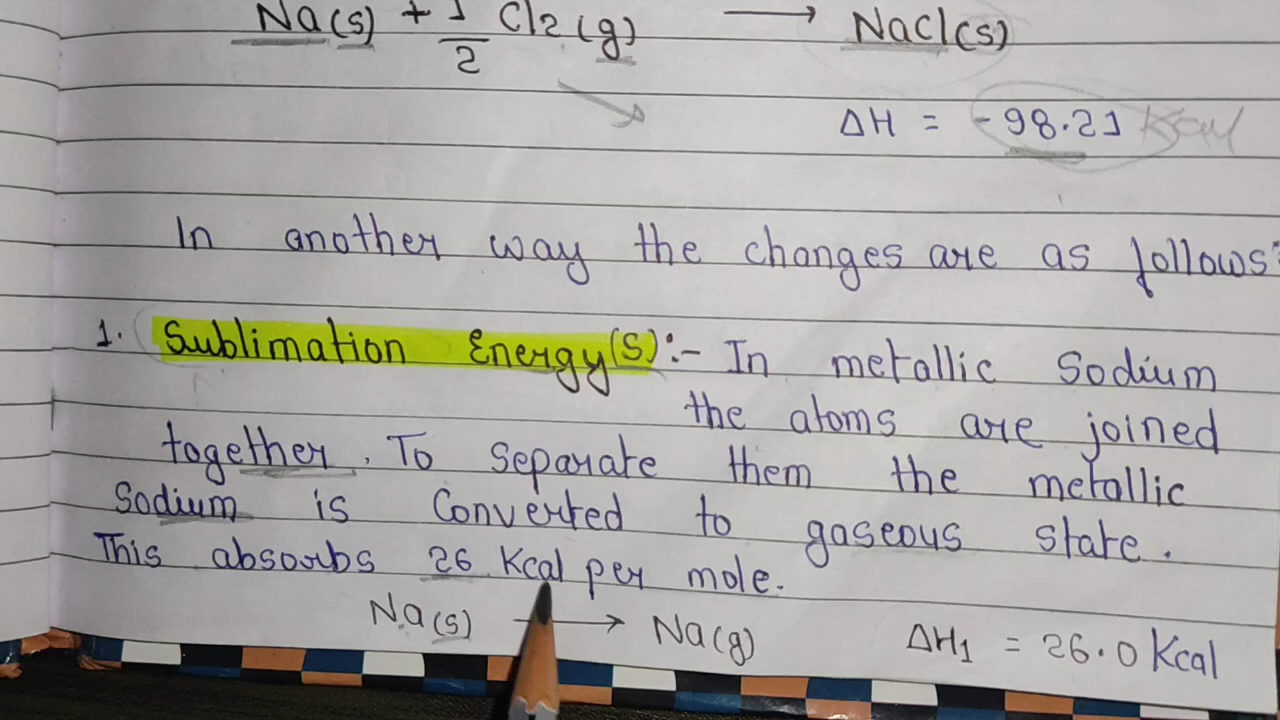 Na(s) + 1/2 Cl2 (g) ⟶ NaCl(s)
ΔH = -98.21 Kcal
In another way the changes are as follows:
1. Sublimation Energy(S):- In metallic Sodium
the atoms are joined
together. To separate them the metallic
Sodium is Converted to gaseous state.
This absorbs 26 Kcal per mole.
Na(s) ⟶ Na(g) ΔH1 = 26.0 Kcal